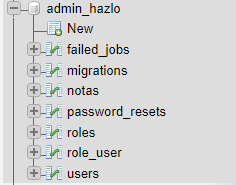 admin_hazlo
New
failed_jobs
migrations
notas
password_resets
roles
role_user
users